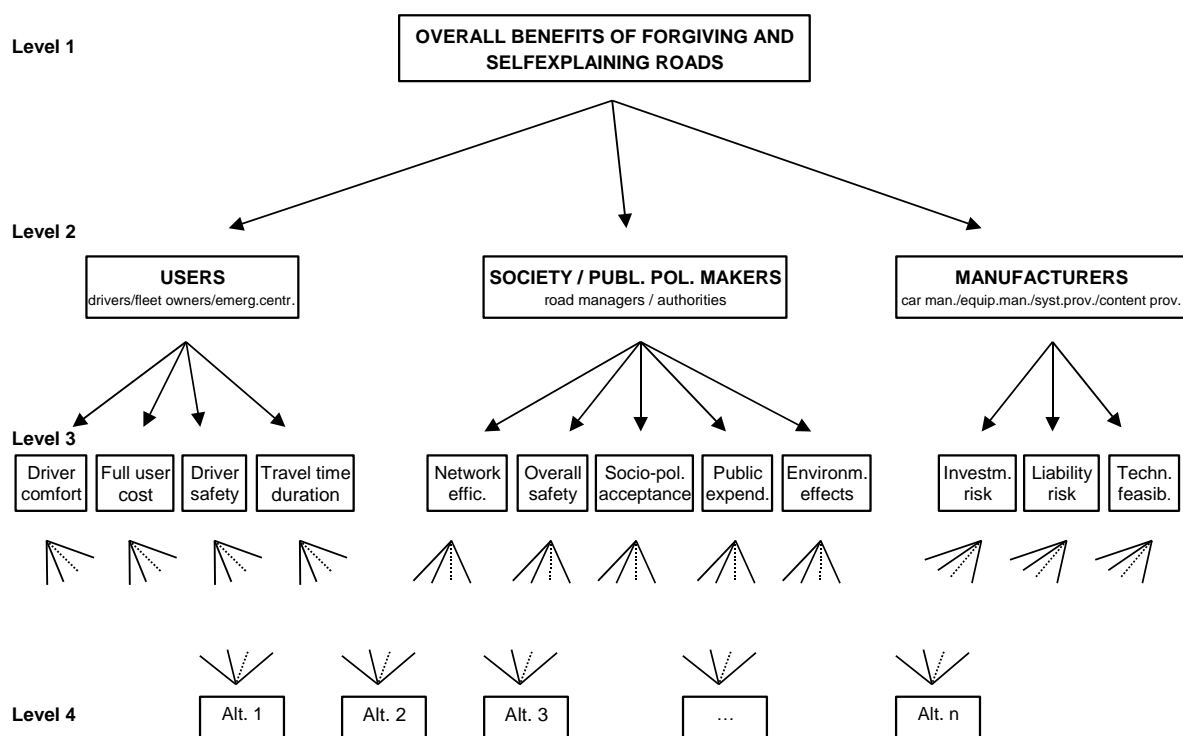 Level 1
OVERALL BENEFITS OF FORGIVING AND
SELFEXPLAINING ROADS
Level 2
USERS
drivers/fleet owners/emerg.centr.
SOCIETY / PUBL. POL. MAKERS
road managers / authorities
MANUFACTURERS
car man./equip.man./syst.prov./content prov.
Level 3
Driver
comfort
Full user
cost
Driver
safety
Travel time
duration
Network
effic.
Overall
safety
Socio-pol.
acceptance
Public
expend.
Environm.
effects
Investm.
risk
Liability
risk
Techn.
feasib.
Level 4
Alt. 1
Alt. 2
Alt. 3
...
Alt. n